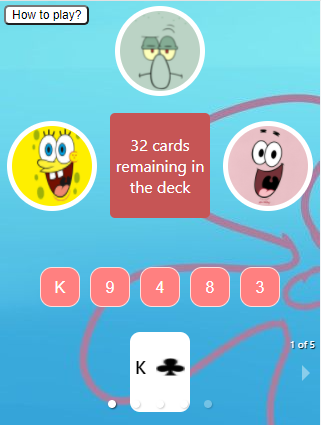 How to play?
32 cards
remaining in
the deck
K 9 4 8 3
1 of 5
K